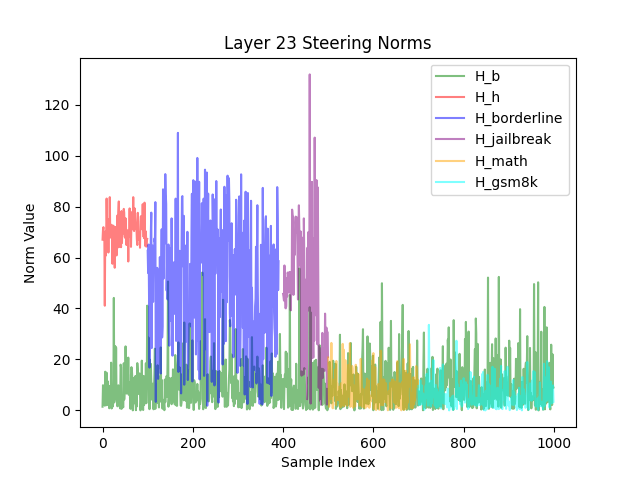 Layer 23 Steering Norms
H_b
H_h
H_borderline
H_jailbreak
H_math
H_gsm8k
Norm Value
120
100
80
60
40
20
0
0
200
400
600
800
1000
Sample Index